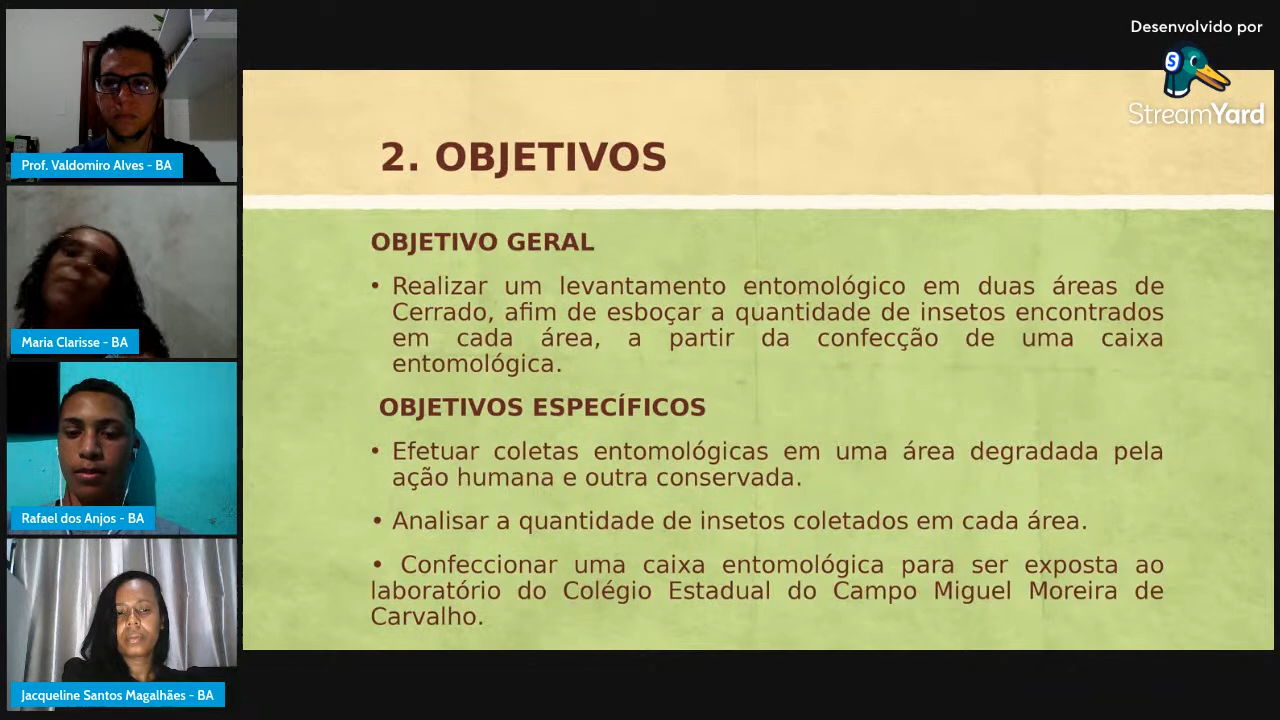 Desenvolvido por
StreamYard
Prof. Valdomiro Alves - BA
Maria Clarisse - BA
Rafael dos Anjos - BA
Jacqueline Santos Magalhães - BA
2. OBJETIVOS
OBJETIVO GERAL
• Realizar um levantamento entomológico em duas áreas de
Cerrado, afim de esboçar a quantidade de insetos encontrados
em cada área, a partir da confecção de uma caixa
entomológica.
OBJETIVOS ESPECÍFICOS
• Efetuar coletas entomológicas em uma área degradada pela
ação humana e outra conservada.
• Analisar a quantidade de insetos coletados em cada área.
• Confeccionar uma caixa entomológica para ser exposta ao
laboratório do Colégio Estadual do Campo Miguel Moreira de
Carvalho.